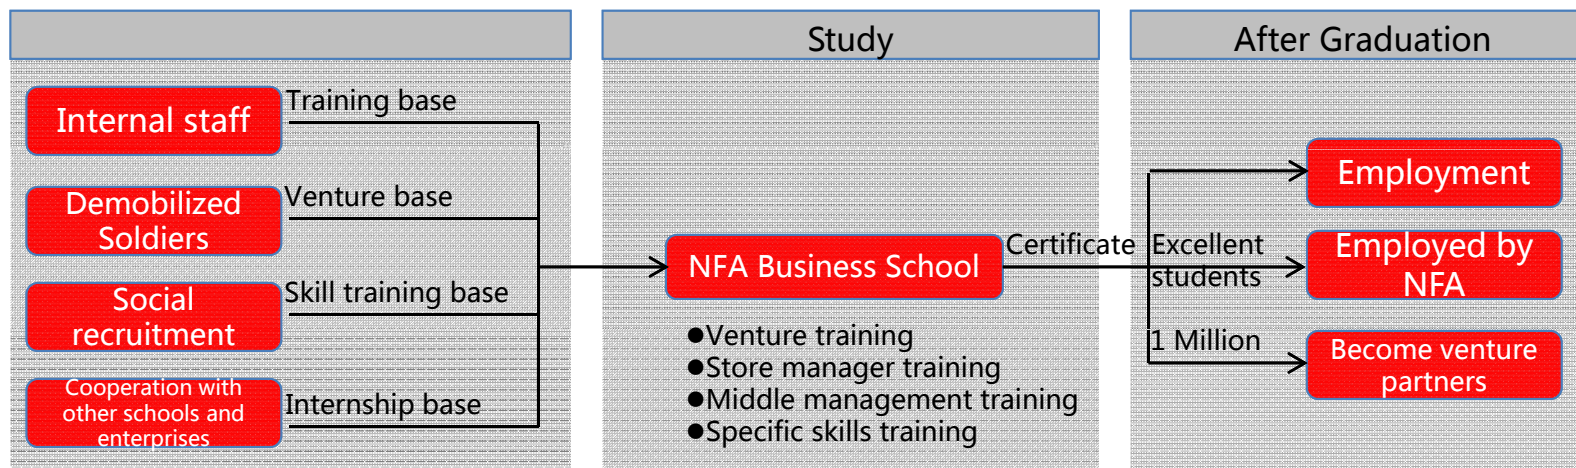 Study
After Graduation
Internal staff
Training base
Demobilized
Soldiers
Venture base
Social
recruitment
Skill training base
Cooperation with
other schools and
enterprises
Internship base
NFA Business School
●Venture training
●Store manager training
●Middle management training
●Specific skills training
Certificate
Excellent
students
1 Million
Employment
Employed by
NFA
Become venture
partners